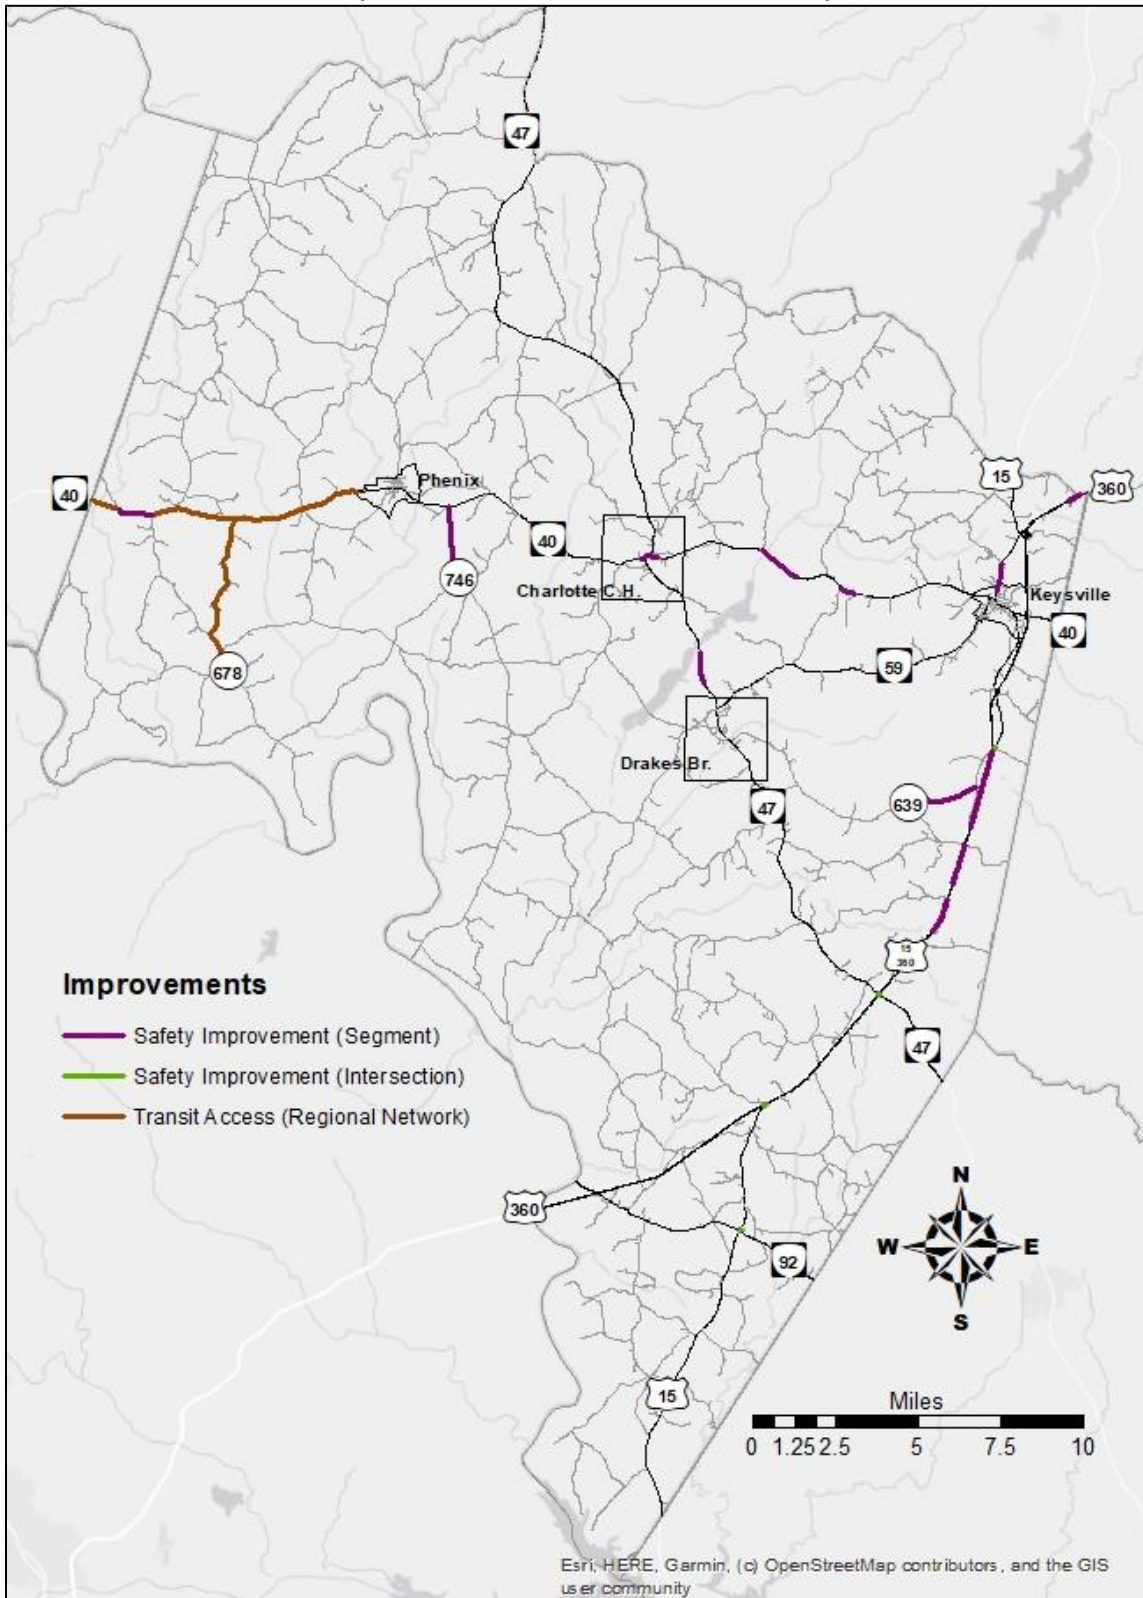 47
15
360
40
Phenix
40
746
Charlotte C.H.
Keysville
40
59
678
Drakes Br.
47
639
15
360
47
Improvements
Safety Improvement (Segment)
Safety Improvement (Intersection)
Transit Access (Regional Network)
360
92
N
W
E
S
15
Miles
0 1.25 2.5 5 7.5 10
Esri, HERE, Garmin, (c) OpenStreetMap contributors, and the GIS
user community